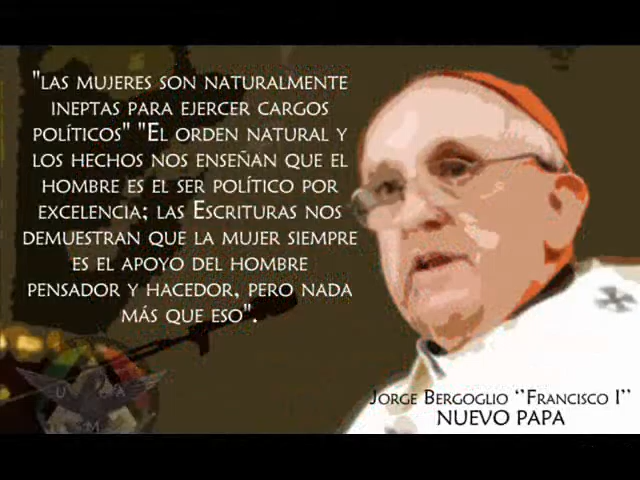 "LAS MUJERES SON NATURALMENTE
INEPTAS PARA EJERCER CARGOS
POLÍTICOS" "EL ORDEN NATURAL Y
LOS HECHOS NOS ENSEÑAN QUE EL
HOMBRE ES EL SER POLÍTICO POR
EXCELENCIA; LAS ESCRITURAS NOS
DEMUESTRAN QUE LA MUJER SIEMPRE
ES EL APOYO DEL HOMBRE
PENSADOR Y HACEDOR, PERO NADA
MÁS QUE ESO".
JORGE BERGOGLIO "FRANCISCO I"
NUEVO PAPA
U A
M